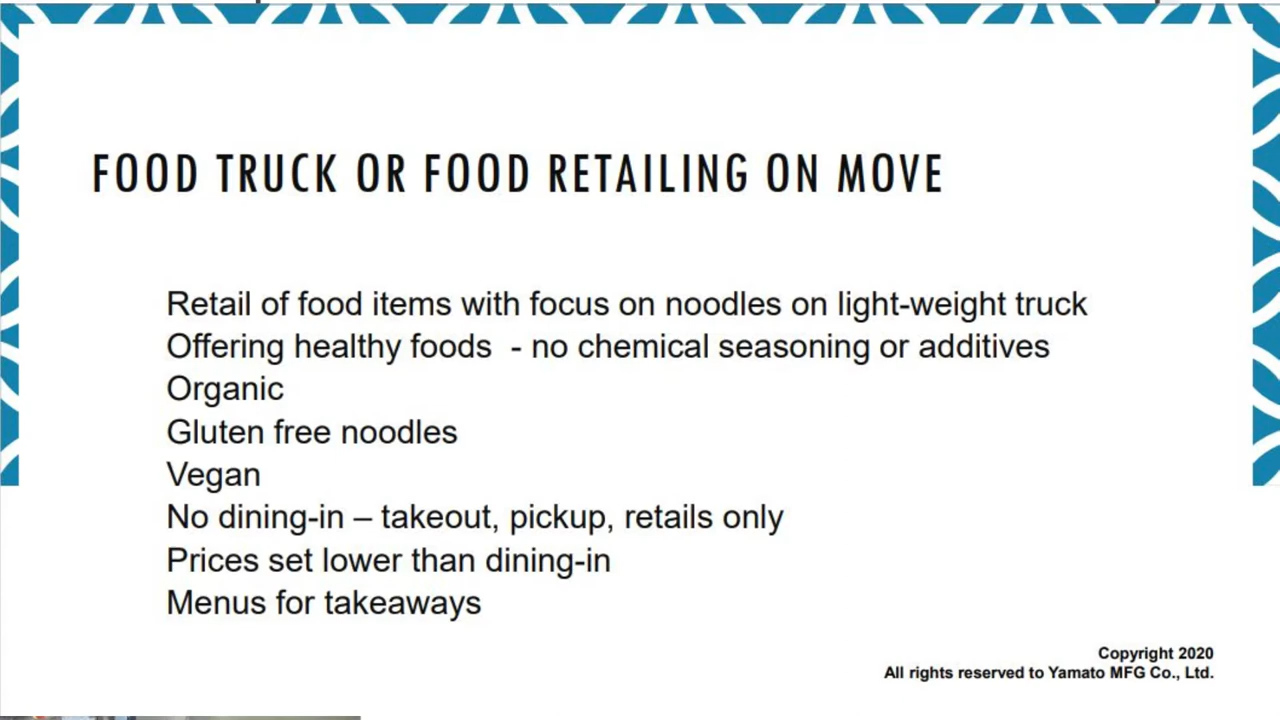 FOOD TRUCK OR FOOD RETAILING ON MOVE
Retail of food items with focus on noodles on light-weight truck
Offering healthy foods  - no chemical seasoning or additives
Organic
Gluten free noodles
Vegan
No dining-in – takeout, pickup, retails only
Prices set lower than dining-in
Menus for takeaways
Copyright 2020
All rights reserved to Yamato MFG Co., Ltd.